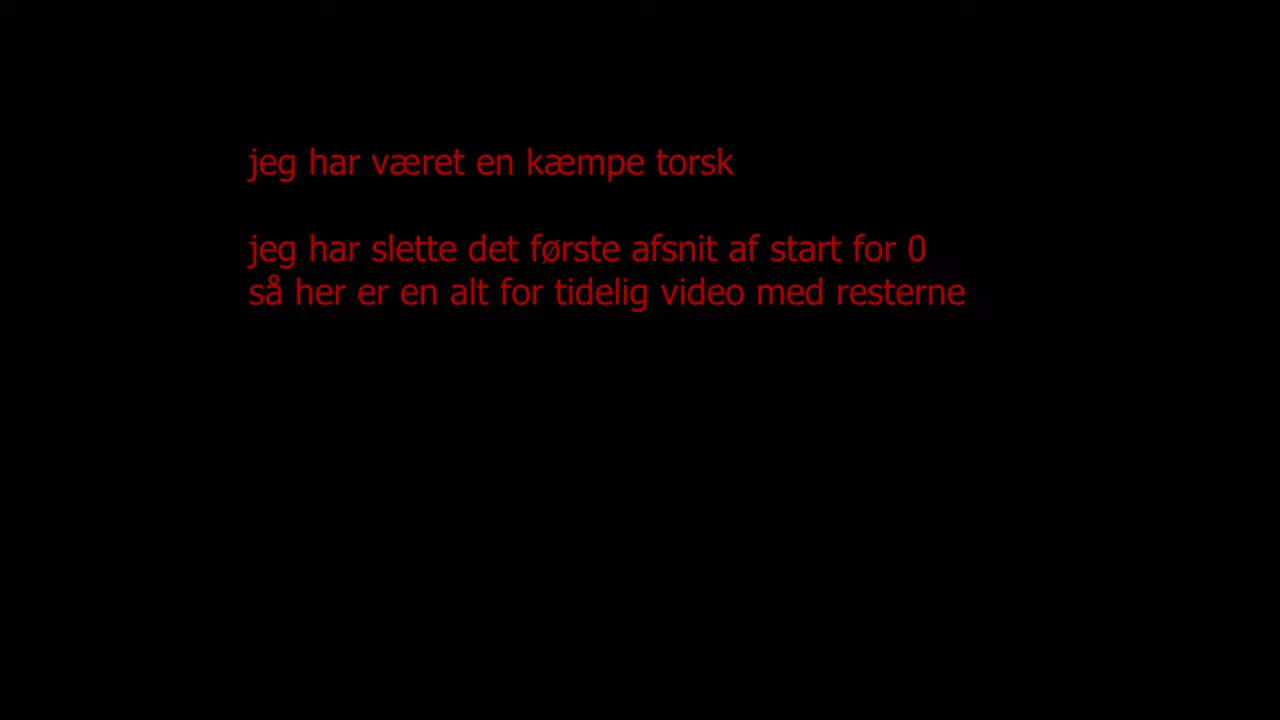 jeg har været en kæmpe torsk
jeg har slette det første afsnit af start for 0
så her er en alt for tidelig video med resterne